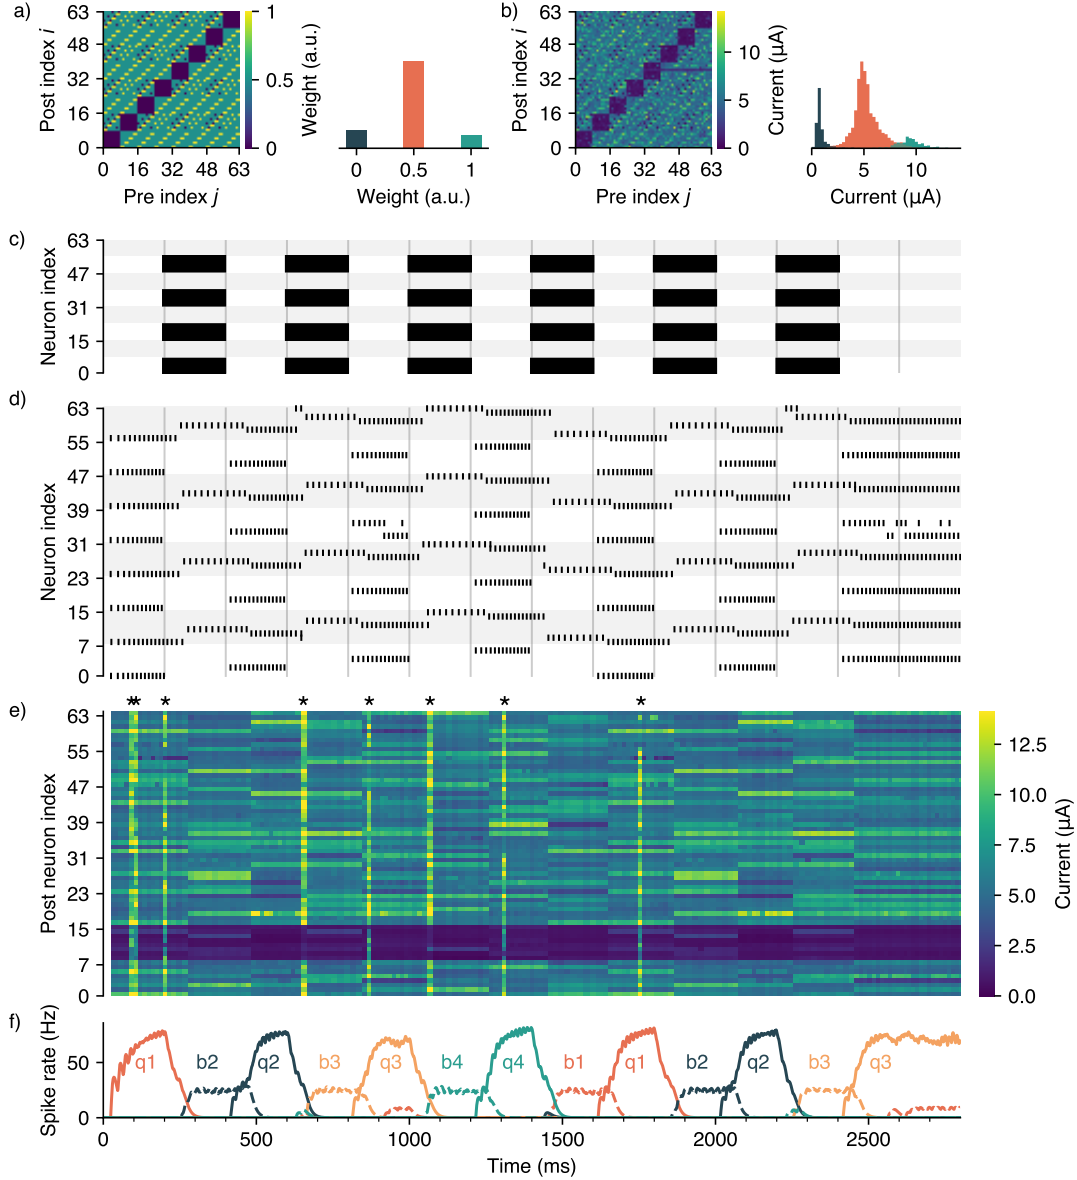 a)
63
48
32
16
0
Post index i
0 16 32 48 63
Pre index j
1
0.5
0
Weight (a.u.)
0 0.5 1
Weight (a.u.)
b)
63
48
32
16
0
Post index i
0 16 32 48 63
Pre index j
10
5
0
Current (µA)
0 5 10
Current (µA)
c)
63
47
31
15
0
Neuron index
d)
63
55
47
39
31
23
15
7
0
Neuron index
* * * * * * * * *
e)
63
55
47
39
31
23
15
7
0
Post neuron index
12.5
10.0
7.5
5.0
2.5
0.0
Current (µA)
f)
50
0
Spike rate (Hz)
q1 b2 q2 b3 q3 b4 q4 b1 q1 b2 q2 b3 q3
0 500 1000 1500 2000 2500
Time (ms)